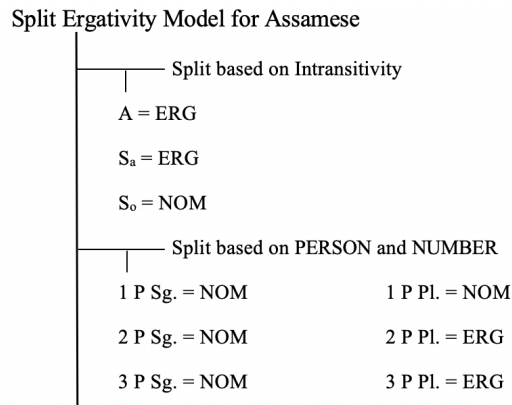 Split Ergativity Model for Assamese
Split based on Intransitivity
A = ERG
Sₐ = ERG
Sₒ = NOM
Split based on PERSON and NUMBER
1 P Sg. = NOM 1 P Pl. = NOM
2 P Sg. = NOM 2 P Pl. = ERG
3 P Sg. = NOM 3 P Pl. = ERG